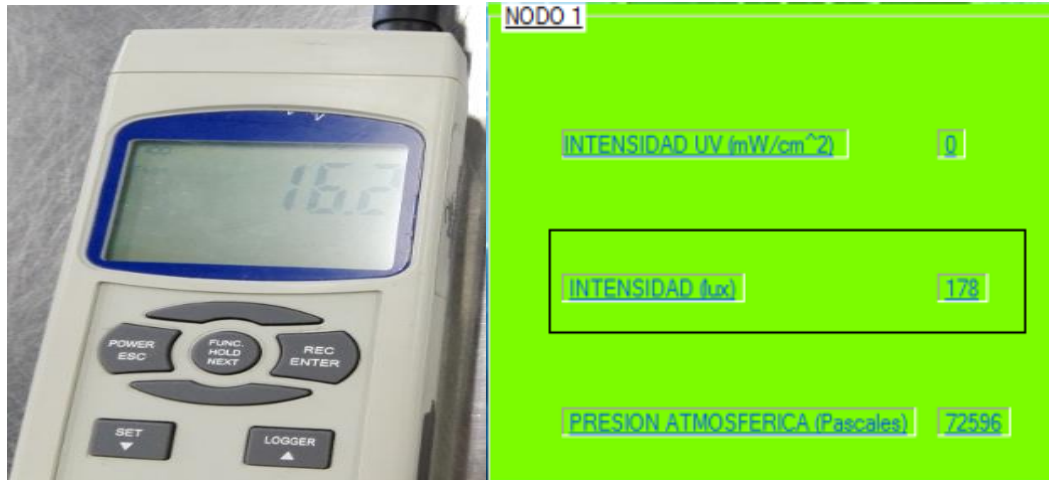 16.2
POWER
ESC
FUNC.
HOLD
NEXT
REC
ENTER
SET
LOGGER
NODO 1
INTENSIDAD UV (mW/cm^2) 0
INTENSIDAD (lux) 178
PRESION ATMOSFERICA (Pascales) 72596